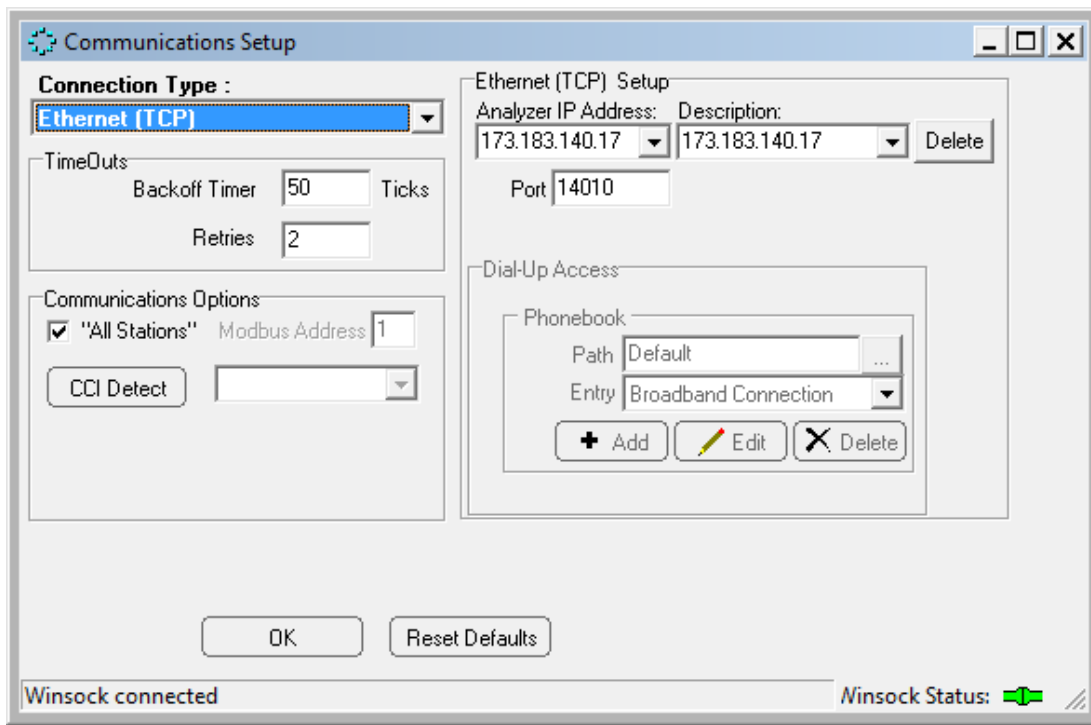 Communications Setup
Connection Type :
Ethernet (TCP)
TimeOuts
Backoff Timer 50 Ticks
Retries 2
Communications Options
"All Stations" Modbus Address 1
CCI Detect
Ethernet (TCP) Setup
Analyzer IP Address: Description:
173.183.140.17 173.183.140.17 Delete
Port 14010
Dial-Up Access
Phonebook
Path Default ...
Entry Broadband Connection
Add Edit Delete
OK Reset Defaults
Winsock connected Winsock Status: